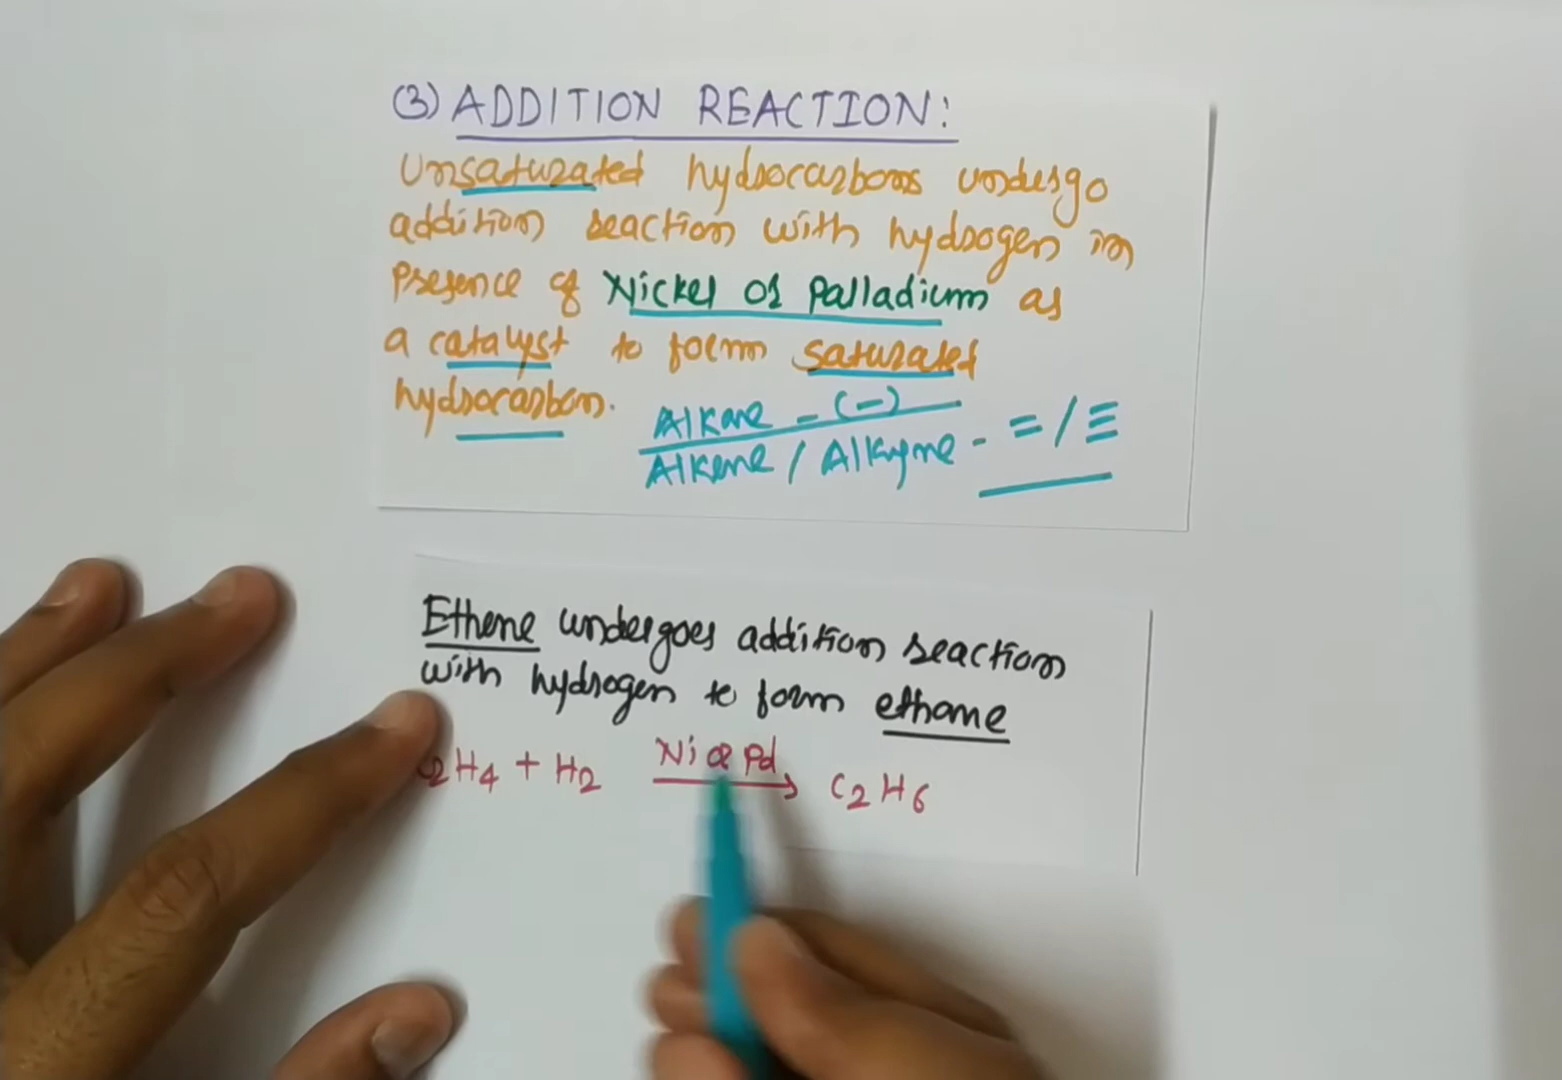 (3) ADDITION REACTION:
Unsaturated hydrocarbons undergo
addition reaction with hydrogen in
presence of Nickel or palladium as
a catalyst to form saturated
hydrocarbon.
Alkane - (-)
Alkene / Alkyne - = / ≡
Ethene undergoes addition reaction
with hydrogen to form ethane
C2H4 + H2 Ni or Pd → C2H6